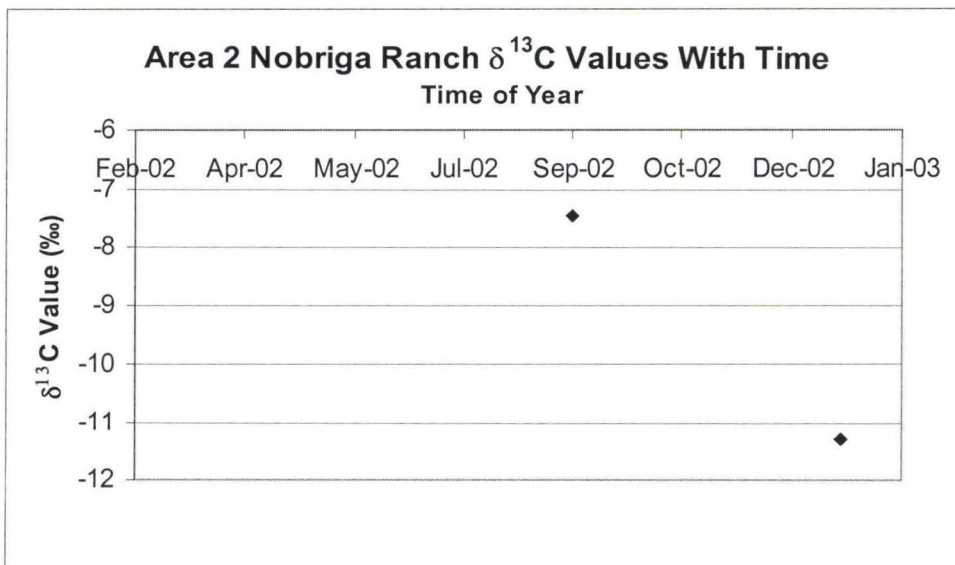 Area 2 Nobriga Ranch δ ¹³C Values With Time
Time of Year
-6
Feb-02 Apr-02 May-02 Jul-02 Sep-02 Oct-02 Dec-02 Jan-03
-7
-8
-9
-10
-11
-12
δ¹³C Value (‰)